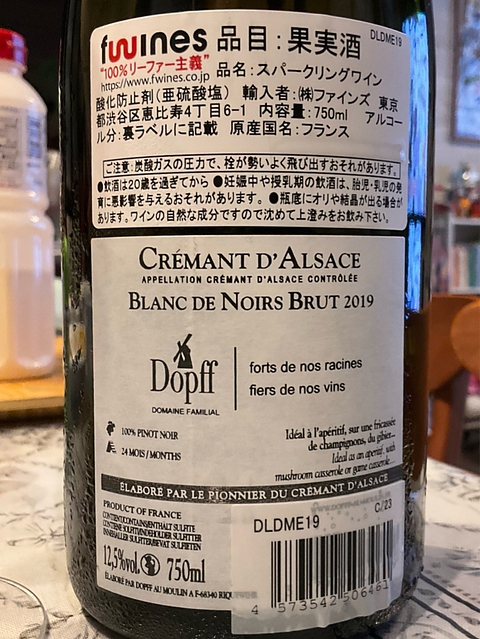 fwines 品目：果実酒
DLDME19
"100%リーファー主義"
https://www.fwines.co.jp 品名：スパークリングワイン
酸化防止剤（亜硫酸塩） 輸入者：㈱ファインズ 東京
都渋谷区恵比寿4丁目6-1 内容量：750ml アルコー
ル分：裏ラベルに記載 原産国名：フランス
ご注意：炭酸ガスの圧力で、栓が勢いよく飛び出すおそれがあります。
●飲酒は20歳を過ぎてから ●妊娠中や授乳期の飲酒は、胎児・乳児の発
育に悪影響を与えるおそれがあります。 ●瓶底にオリや結晶が出る場合が
あります。ワインの自然な成分ですので沈めて上澄みをお飲み下さい。
CRÉMANT D'ALSACE
APPELLATION CRÉMANT D'ALSACE CONTRÔLÉE
BLANC DE NOIRS BRUT 2019
Dopff
DOMAINE FAMILIAL
forts de nos racines
fiers de nos vins
100% PINOT NOIR
24 MOIS / MONTHS
Idéal à l'apéritif, sur une fricassée
de champignons, du gibier...
Ideal as an aperitif, with
mushroom casserole or game casserole...
ÉLABORÉ PAR LE PIONNIER DU CRÉMANT D'ALSACE
PRODUCT OF FRANCE
CONTIENT/CONTAINS/ENTHÄLT SULFITE
12,5%vol. 750ml
ÉLABORÉ PAR DOPFF AU MOULIN A F-68340 RIQU
DLDME19
C/23
4 573542 506461